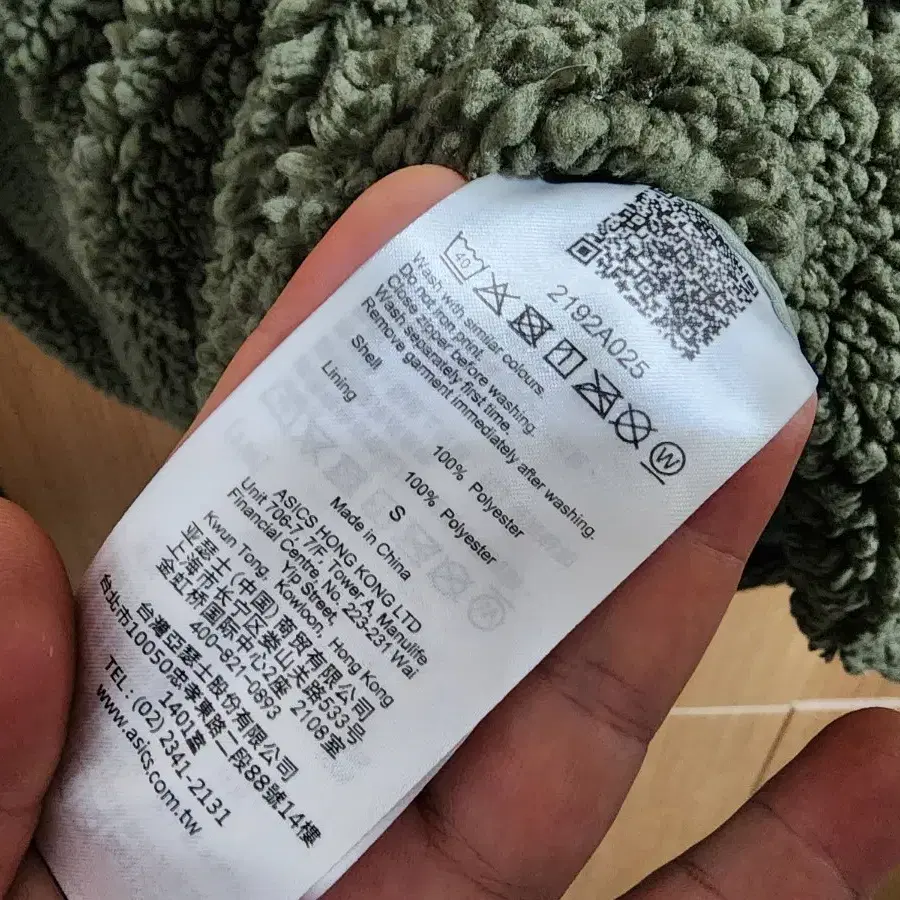 2192A025
40
W
Wash with similar colours.
Do not iron print.
Close zipper before washing.
Wash separately first time.
Remove garment immediately after washing.
Shell 100% Polyester
Lining 100% Polyester
S
Made in China
ASICS HONG KONG LTD
Unit 706-7, 7/F Tower A, Manulife
Financial Centre, No. 223-231 Wai
Yip Street,
Kwun Tong, Kowloon, Hong Kong
亚瑟士(中国)商贸有限公司
上海市长宁区娄山关路533号
金虹桥国际中心2座 2108室
400-821-0893
台灣亞瑟士股份有限公司
台北市10050忠孝東路二段88號14樓
1401室
TEL:(02) 2341-2131
www.asics.com.tw